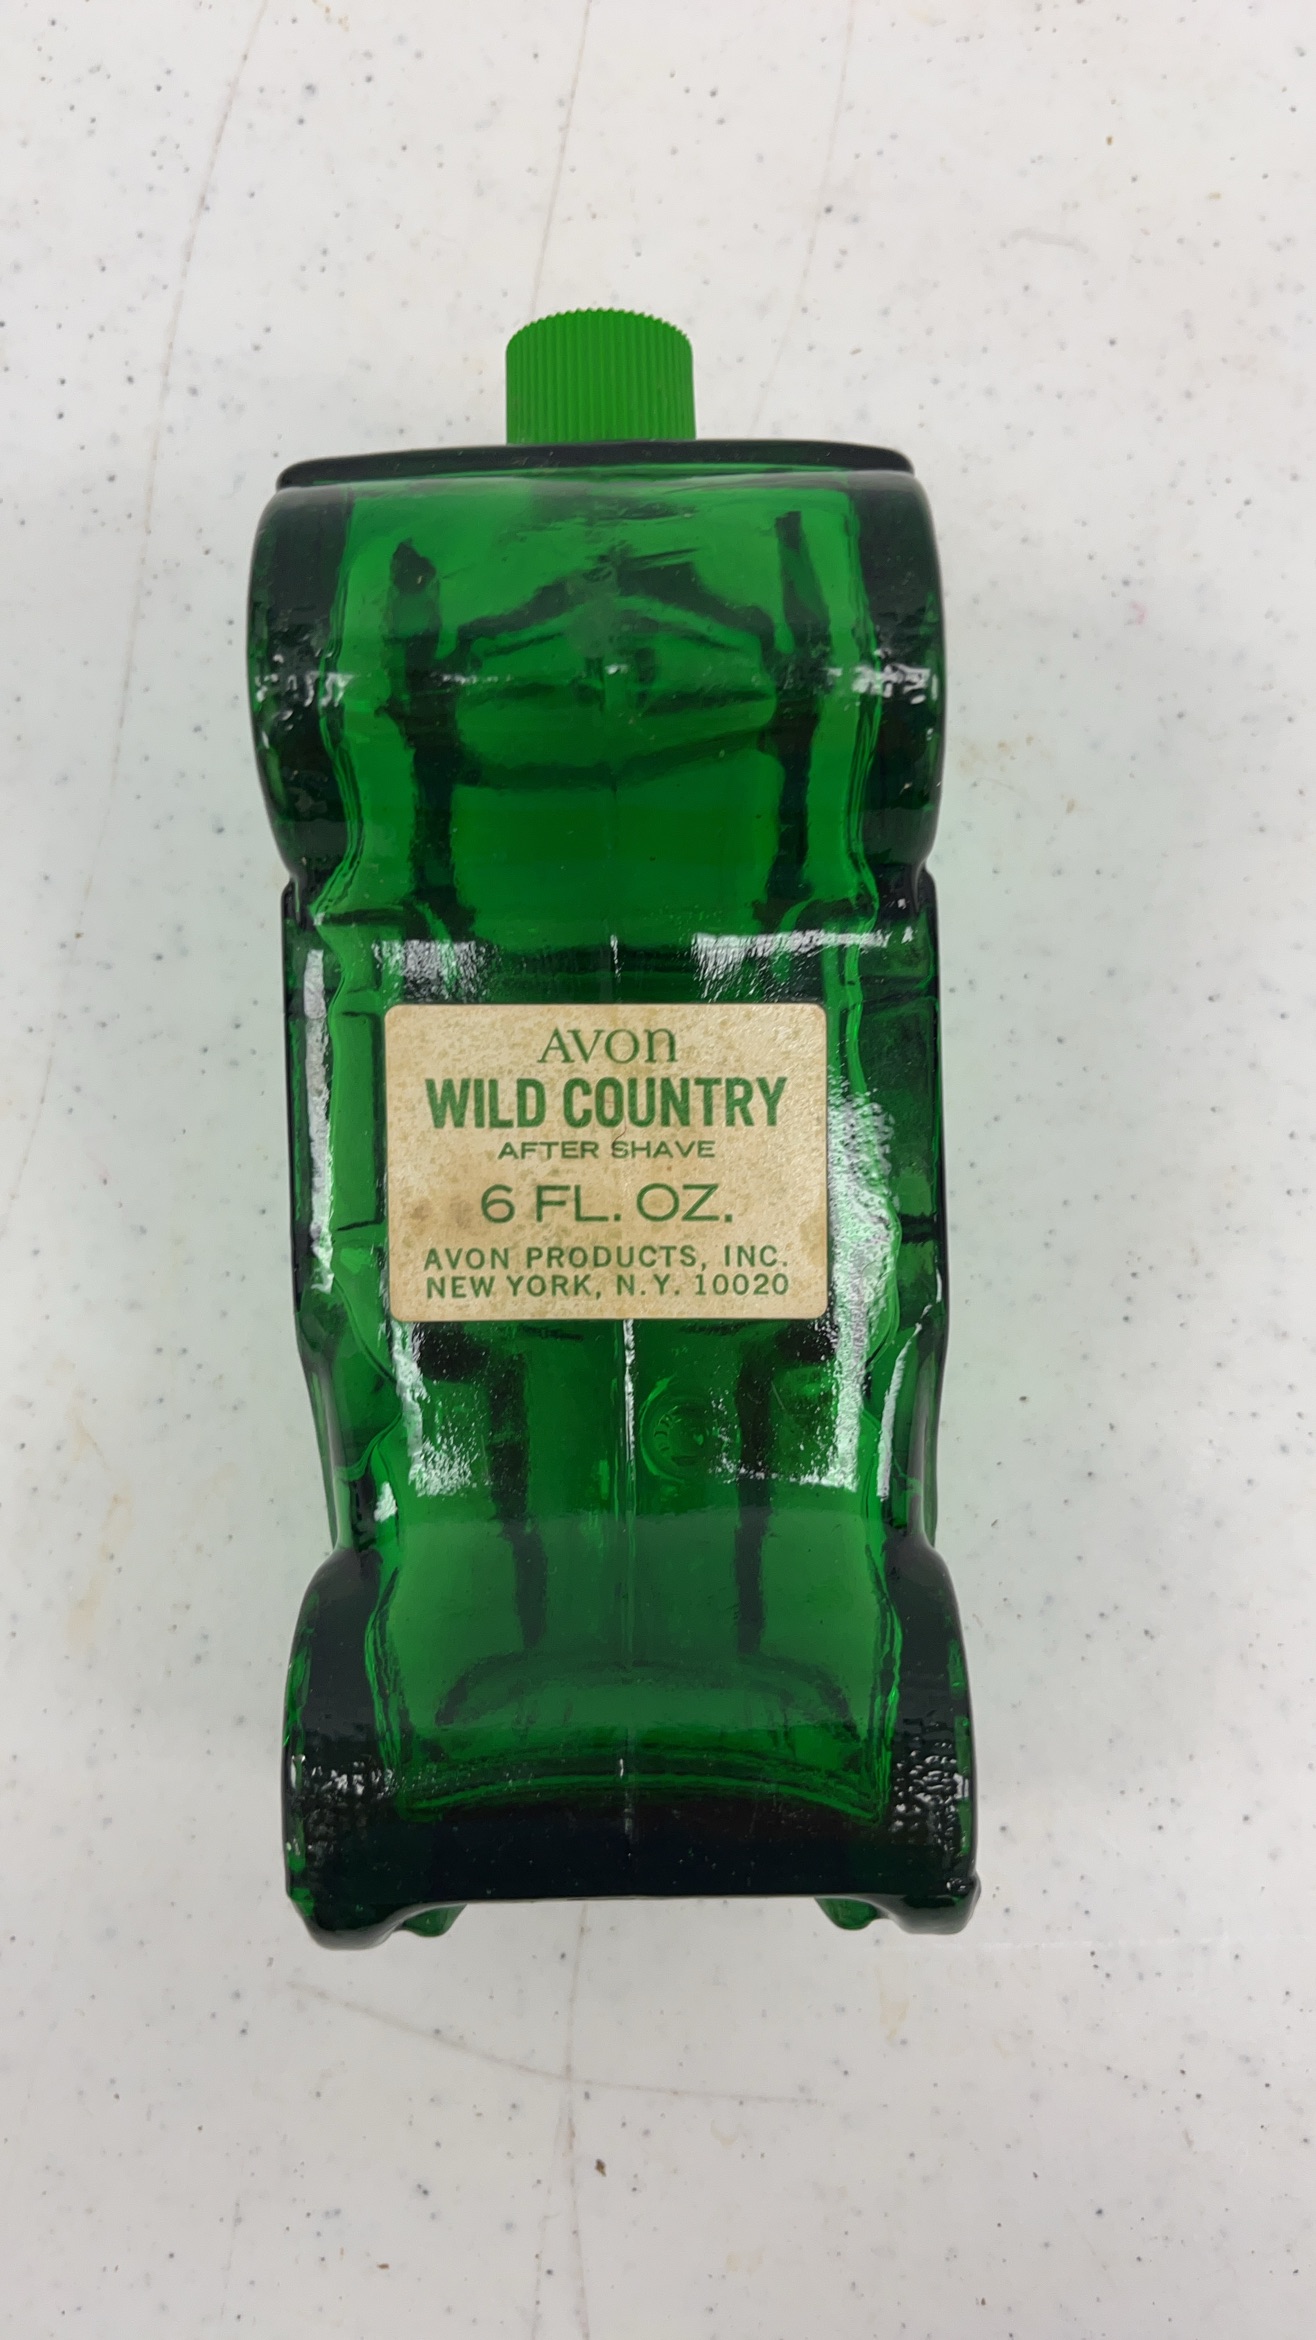 AVON
WILD COUNTRY
AFTER SHAVE
6 FL. OZ.
AVON PRODUCTS, INC.
NEW YORK, N.Y. 10020